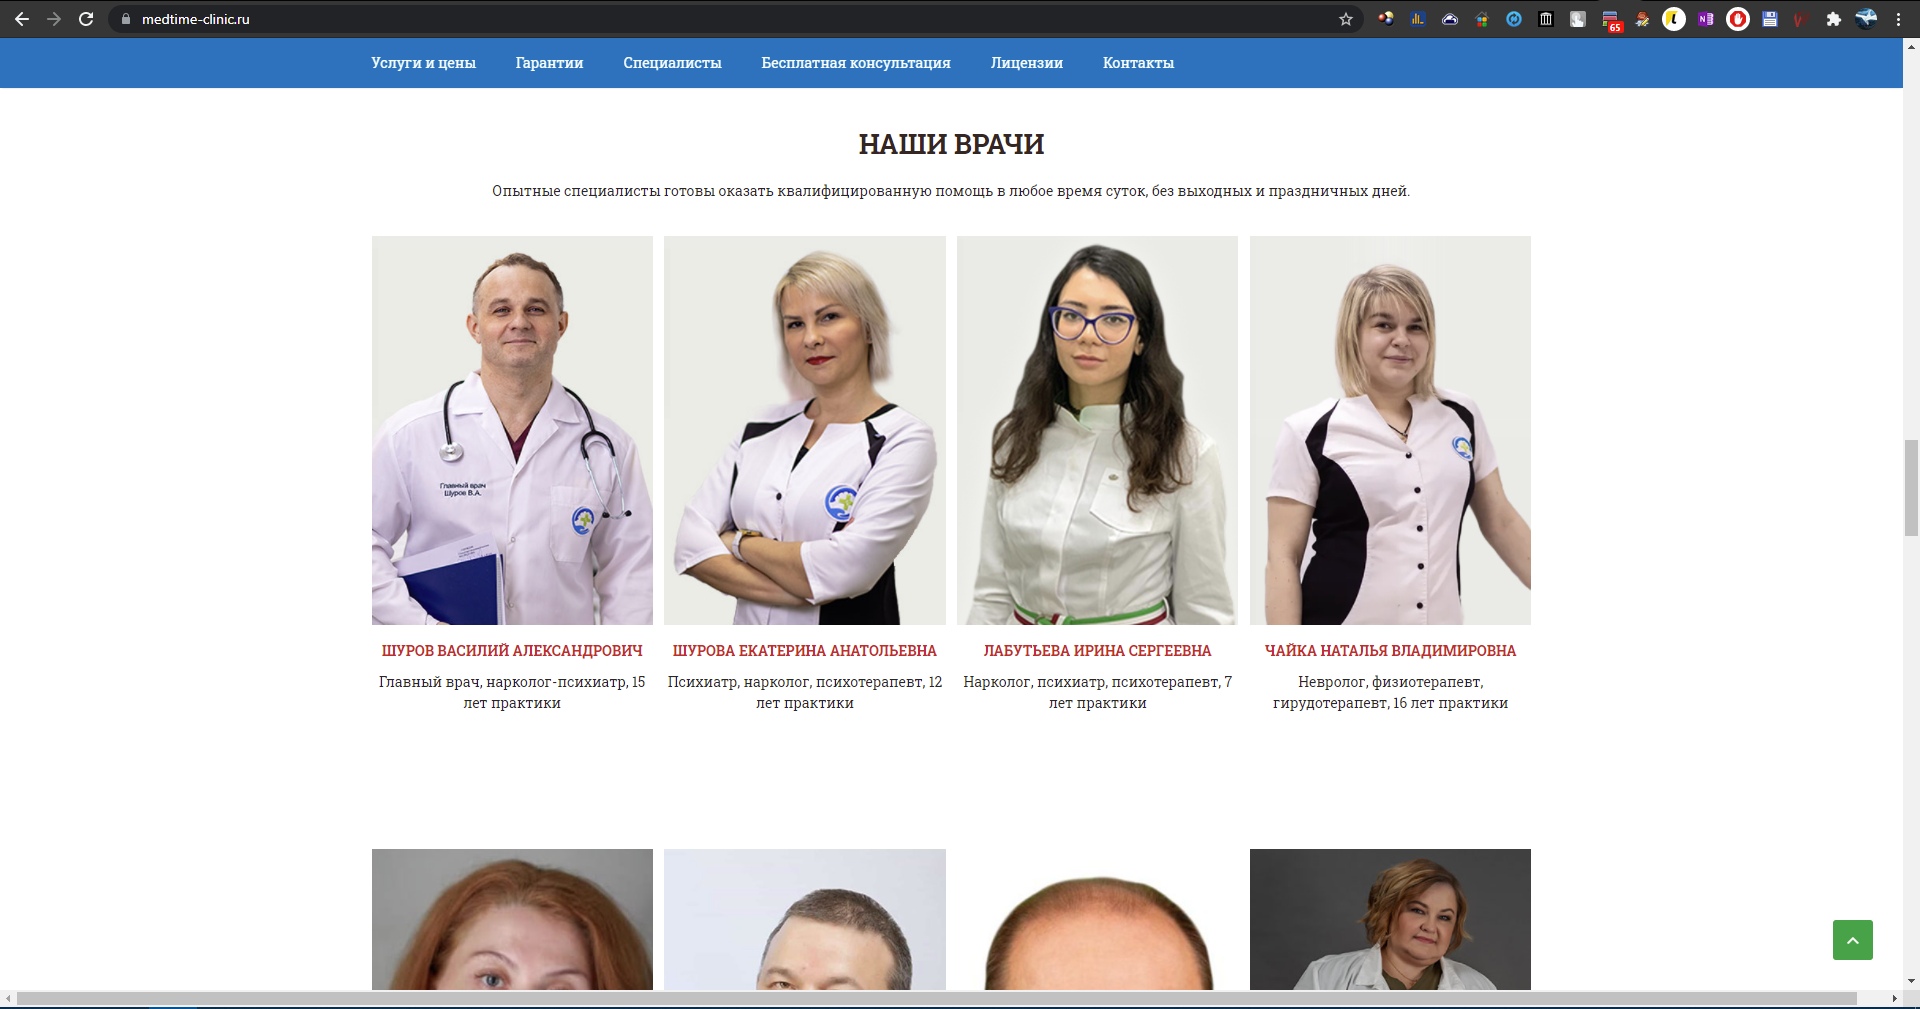 medtime-clinic.ru
65
Услуги и цены Гарантии Специалисты Бесплатная консультация Лицензии Контакты
НАШИ ВРАЧИ
Опытные специалисты готовы оказать квалифицированную помощь в любое время суток, без выходных и праздничных дней.
Главный врач
Шуров В.А.
ШУРОВ ВАСИЛИЙ АЛЕКСАНДРОВИЧ
Главный врач, нарколог-психиатр, 15
лет практики
ШУРОВА ЕКАТЕРИНА АНАТОЛЬЕВНА
Психиатр, нарколог, психотерапевт, 12
лет практики
ЛАБУТЬЕВА ИРИНА СЕРГЕЕВНА
Нарколог, психиатр, психотерапевт, 7
лет практики
ЧАЙКА НАТАЛЬЯ ВЛАДИМИРОВНА
Невролог, физиотерапевт,
гирудотерапевт, 16 лет практики